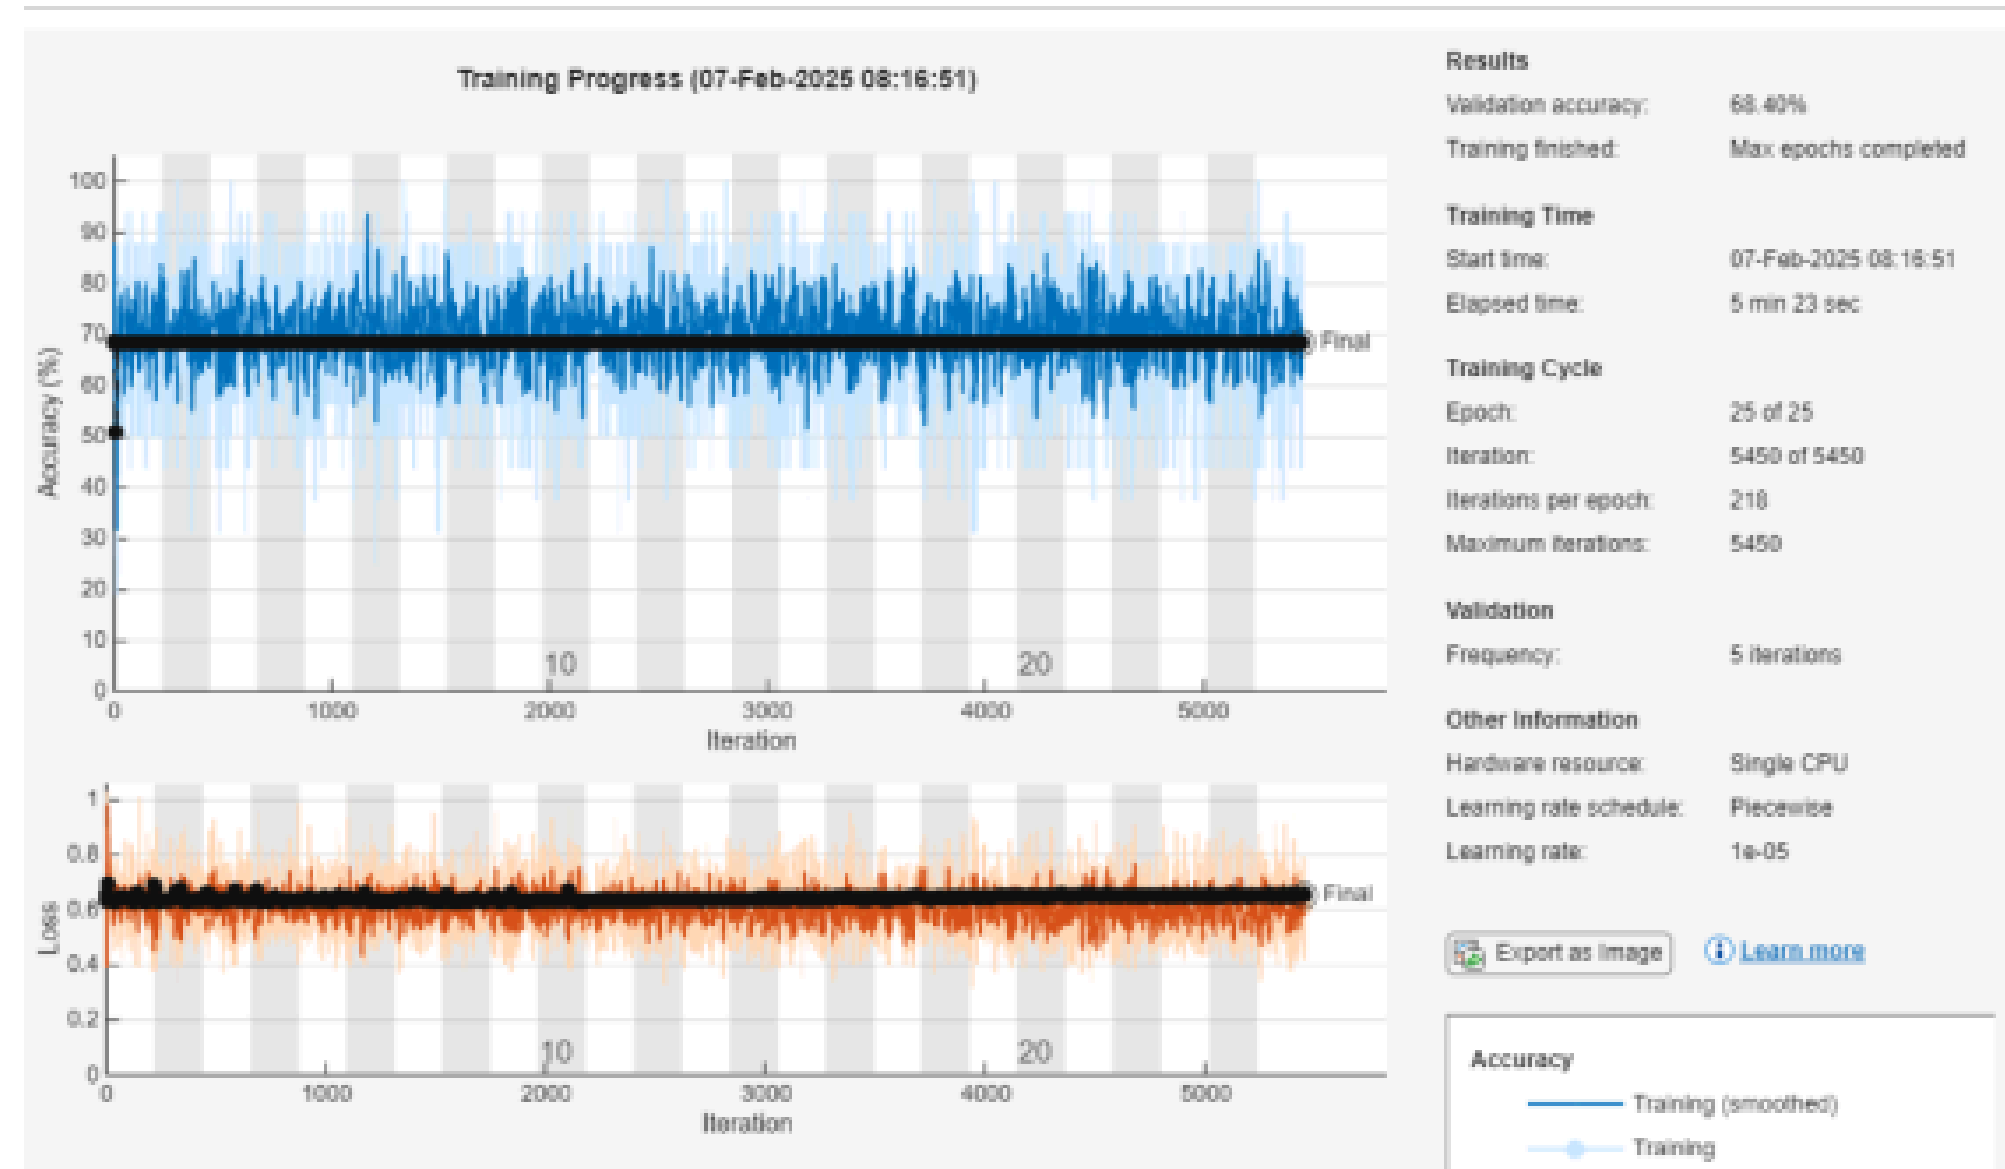 Training Progress (07-Feb-2025 08:16:51)
100
90
80
70
60
50
40
30
20
10
0
Accuracy (%)
Final
10
20
0
1000
2000
3000
4000
5000
Iteration
1
0.8
0.6
0.4
0.2
0
Loss
Final
10
20
0
1000
2000
3000
4000
5000
Iteration
Results
Validation accuracy: 68.40%
Training finished: Max epochs completed
Training Time
Start time: 07-Feb-2025 08:16:51
Elapsed time: 5 min 23 sec
Training Cycle
Epoch: 25 of 25
Iteration: 5450 of 5450
Iterations per epoch: 218
Maximum iterations: 5450
Validation
Frequency: 5 iterations
Other Information
Hardware resource: Single CPU
Learning rate schedule: Piecewise
Learning rate: 1e-05
Export as Image
Learn more
Accuracy
Training (smoothed)
Training